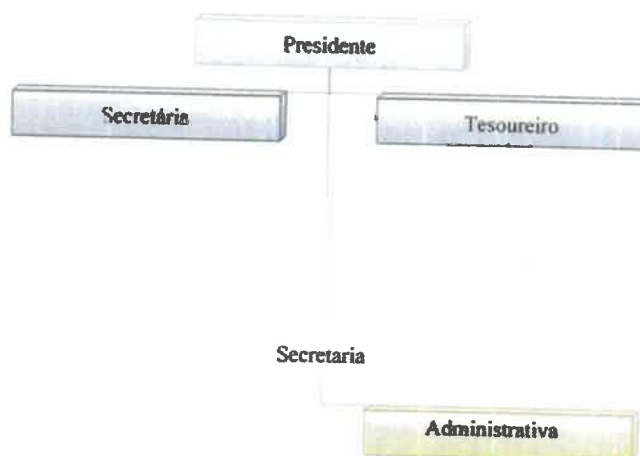 Presidente
Secretária
Tesoureiro
Secretaria
Administrativa